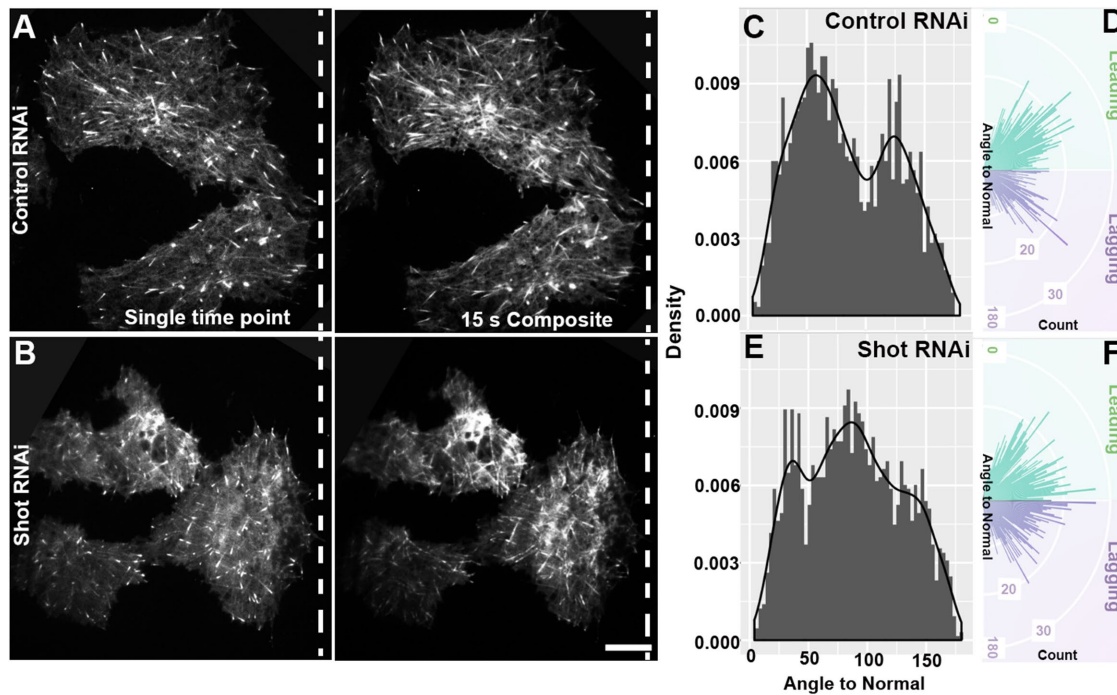 A
Control RNAi
Single time point
15 s Composite
B
Shot RNAi
C
Control RNAi
0.009
0.006
0.003
0.000
Density
D
0
Leading
Angle to Normal
Lagging
20
30
180
Count
E
Shot RNAi
0.009
0.006
0.003
0.000
0
50
100
150
Angle to Normal
F
0
Leading
Angle to Normal
Lagging
20
30
180
Count